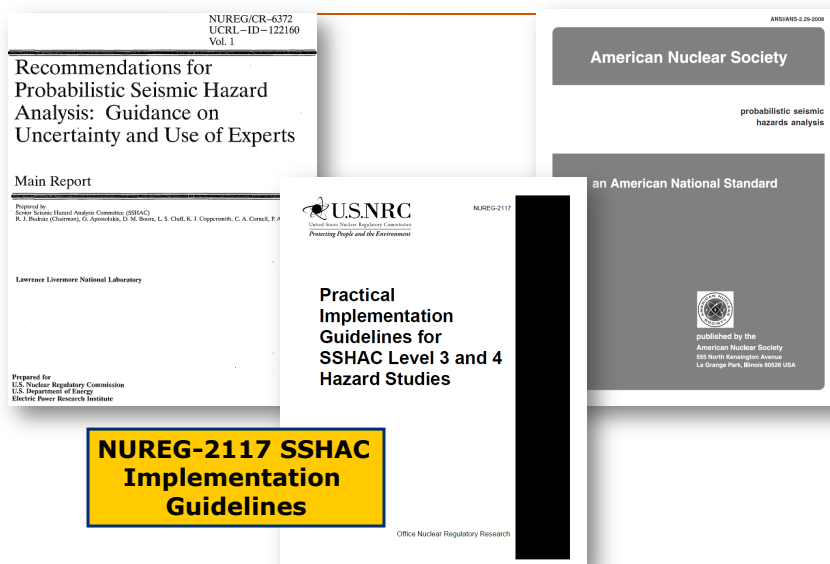 NUREG/CR–6372
UCRL–ID–122160
Vol. 1
Recommendations for
Probabilistic Seismic Hazard
Analysis: Guidance on
Uncertainty and Use of Experts
Main Report
Prepared by
Senior Seismic Hazard Analysis Committee (SSHAC)
R. J. Budnitz (Chairman), G. Apostolakis, D. M. Boore, L. S. Cluff, K. J. Coppersmith, C. A. Cornell, P. A
Lawrence Livermore National Laboratory
Prepared for
U.S. Nuclear Regulatory Commission
U.S. Department of Energy
Electric Power Research Institute
ANSI/ANS-2.29-2008
American Nuclear Society
probabilistic seismic
hazards analysis
an American National Standard
AMERICAN NUCLEAR SOCIETY
published by the
American Nuclear Society
555 North Kensington Avenue
La Grange Park, Illinois 60526 USA
U.S.NRC
United States Nuclear Regulatory Commission
Protecting People and the Environment
NUREG-2117
Practical
Implementation
Guidelines for
SSHAC Level 3 and 4
Hazard Studies
Office Nuclear Regulatory Research
NUREG-2117 SSHAC
Implementation
Guidelines